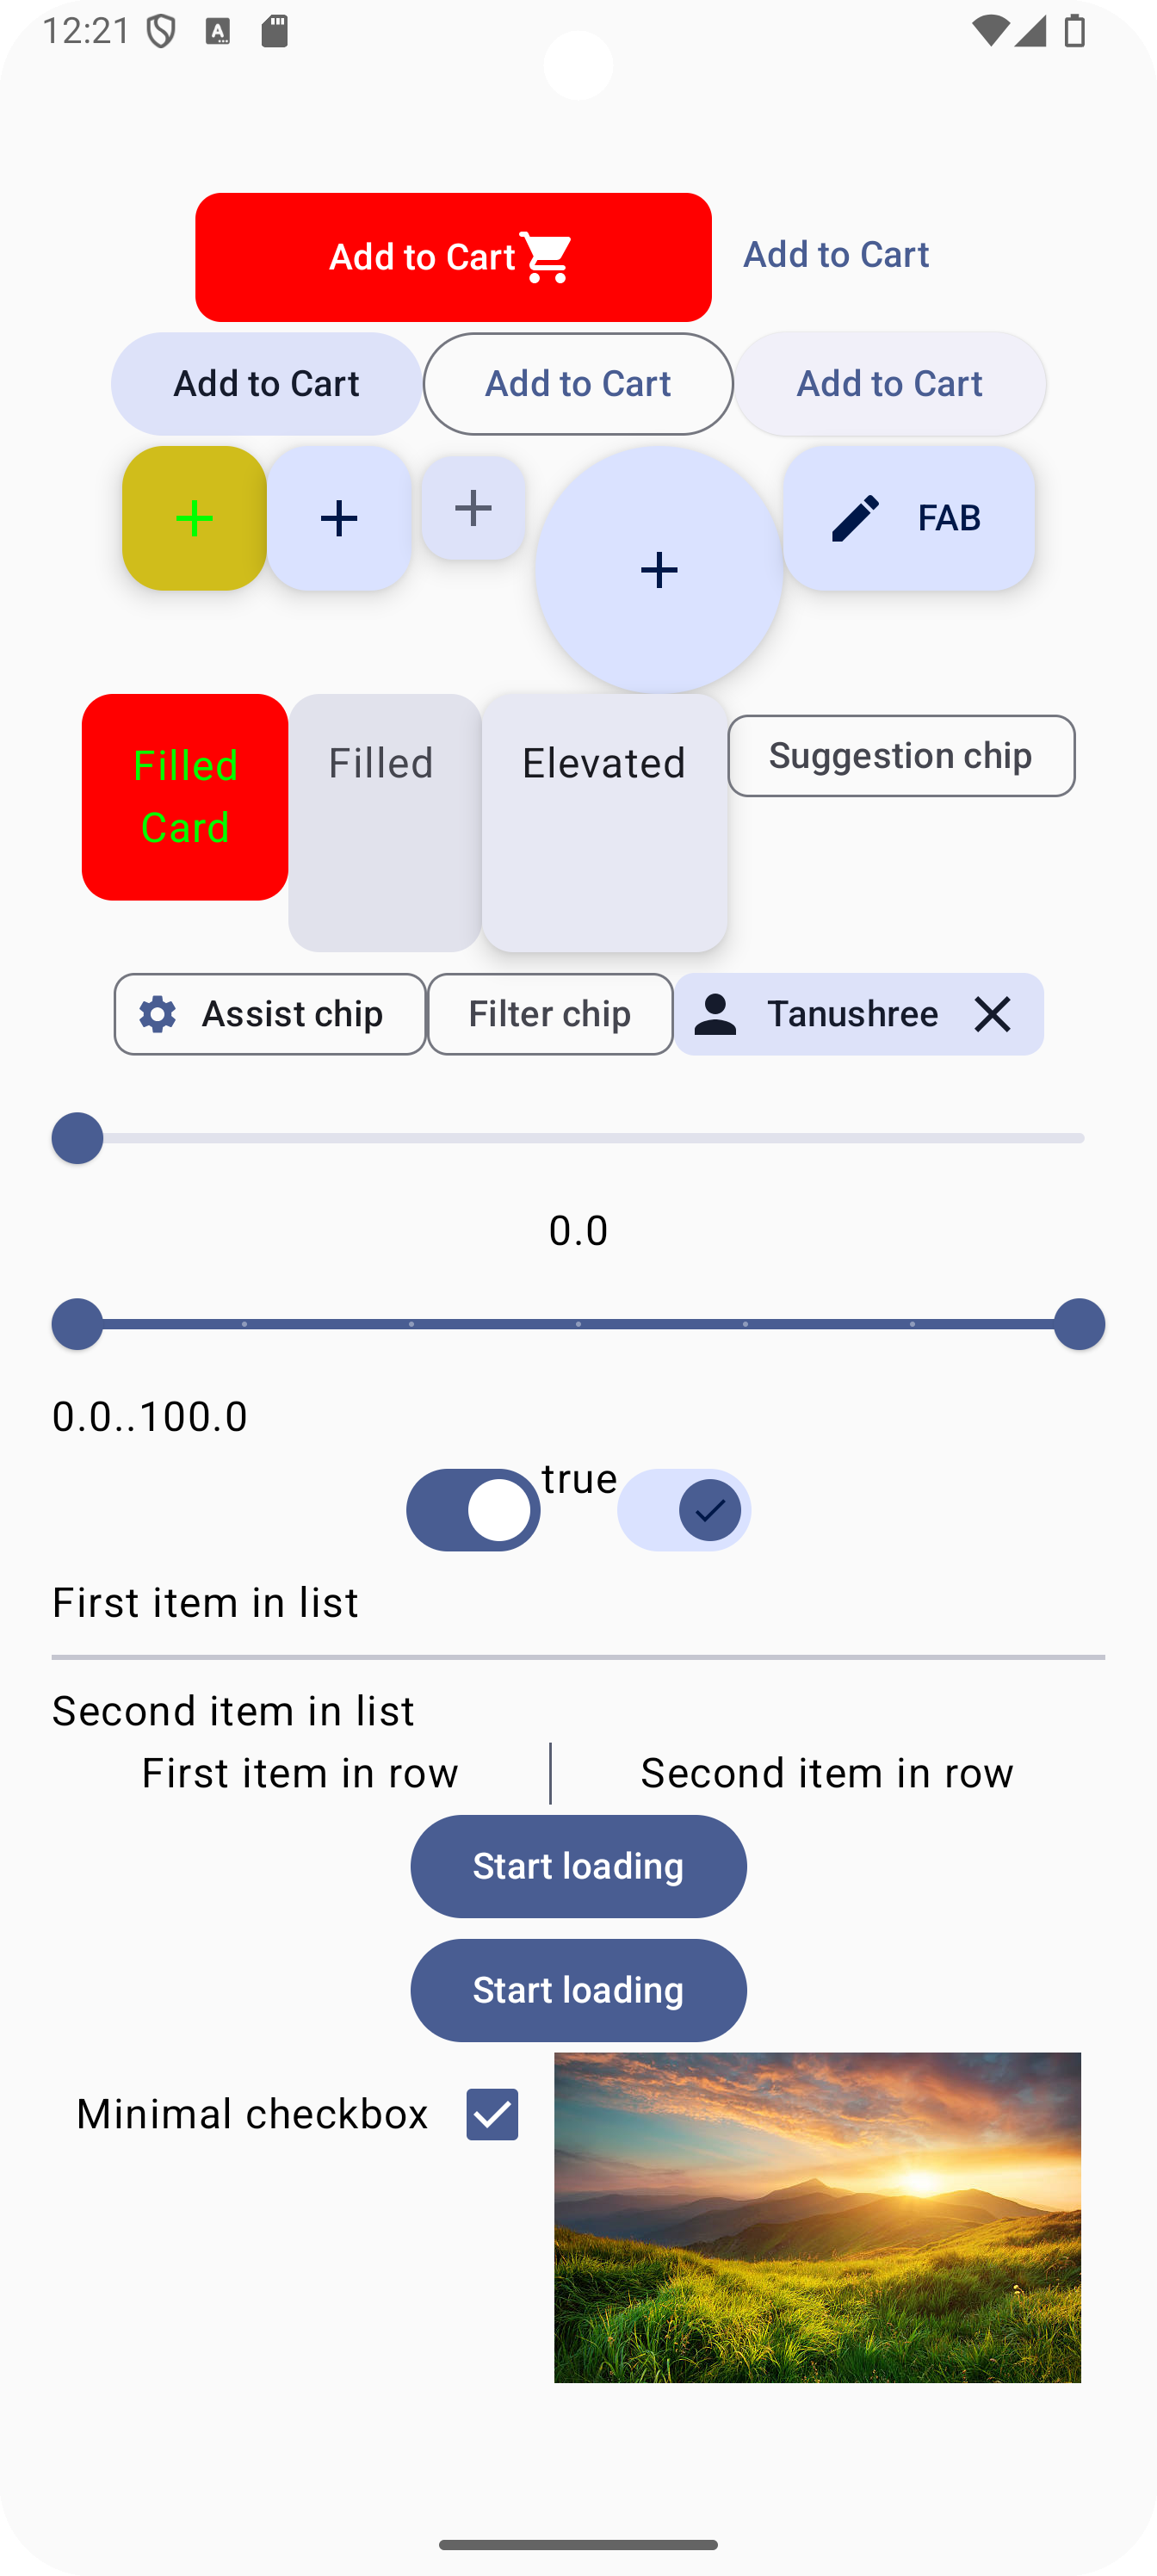 12:21
Add to Cart
Add to Cart
Add to Cart
Add to Cart
Add to Cart
FAB
Filled
Card
Filled
Elevated
Suggestion chip
Assist chip
Filter chip
Tanushree
0.0
0.0..100.0
true
First item in list
Second item in list
First item in row
Second item in row
Start loading
Start loading
Minimal checkbox